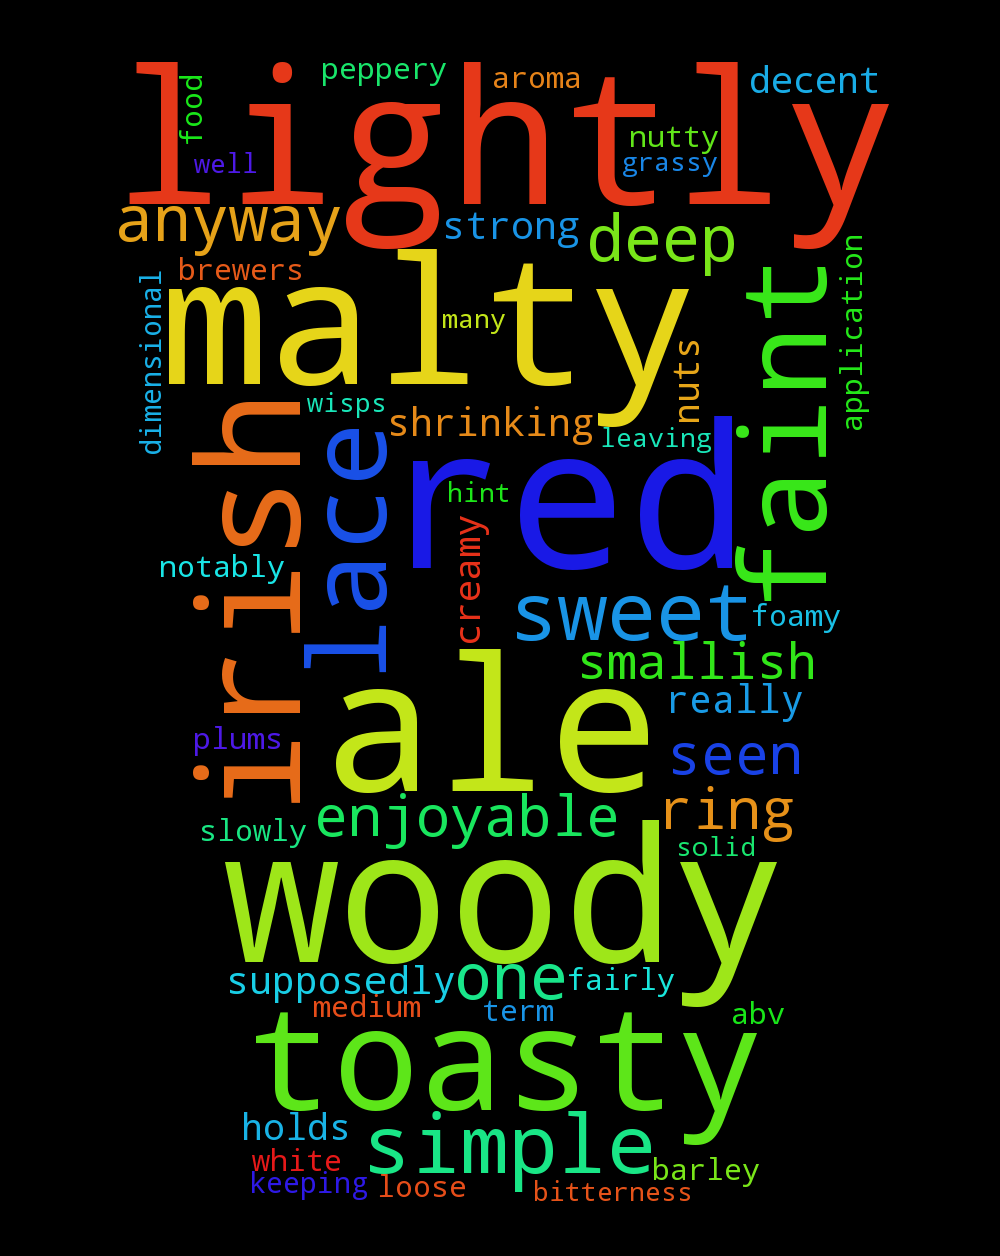 peppery
aroma
decent
food
lightly
nutty
well
grassy
anyway
strong
deep
brewers
dimensional
malty
many
faint
application
nuts
wisps
shrinking
leaving
irish
lace
red
hint
creamy
notably
sweet
foamy
smallish
ale
really
plums
seen
enjoyable
ring
slowly
solid
woody
supposedly
one
fairly
medium
term
abv
toasty
holds
simple
white
barley
keeping
loose
bitterness